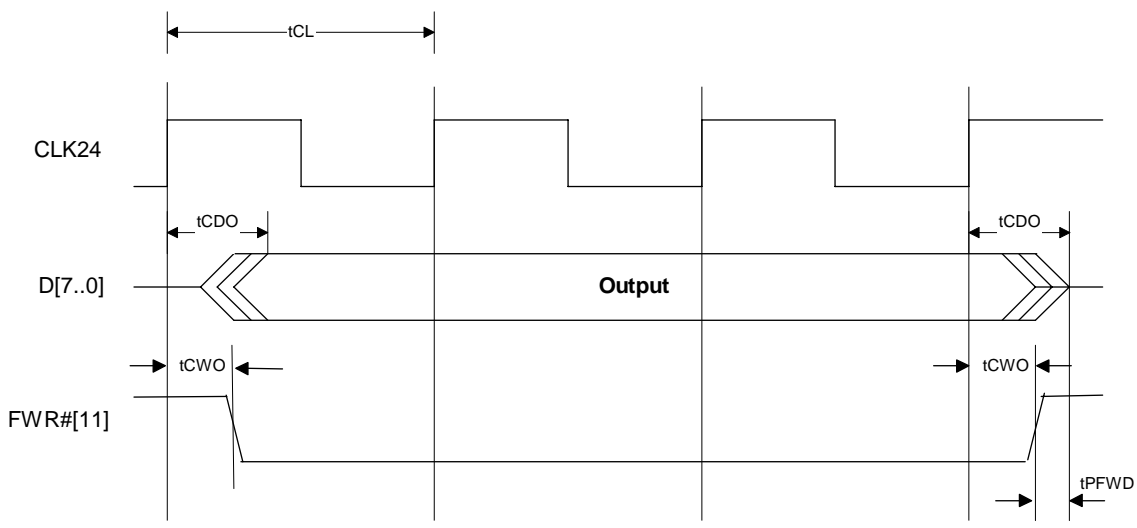 tCL
CLK24
tCDO
tCDO
D[7..0]
Output
tCWO
tCWO
FWR#[11]
tPFWD